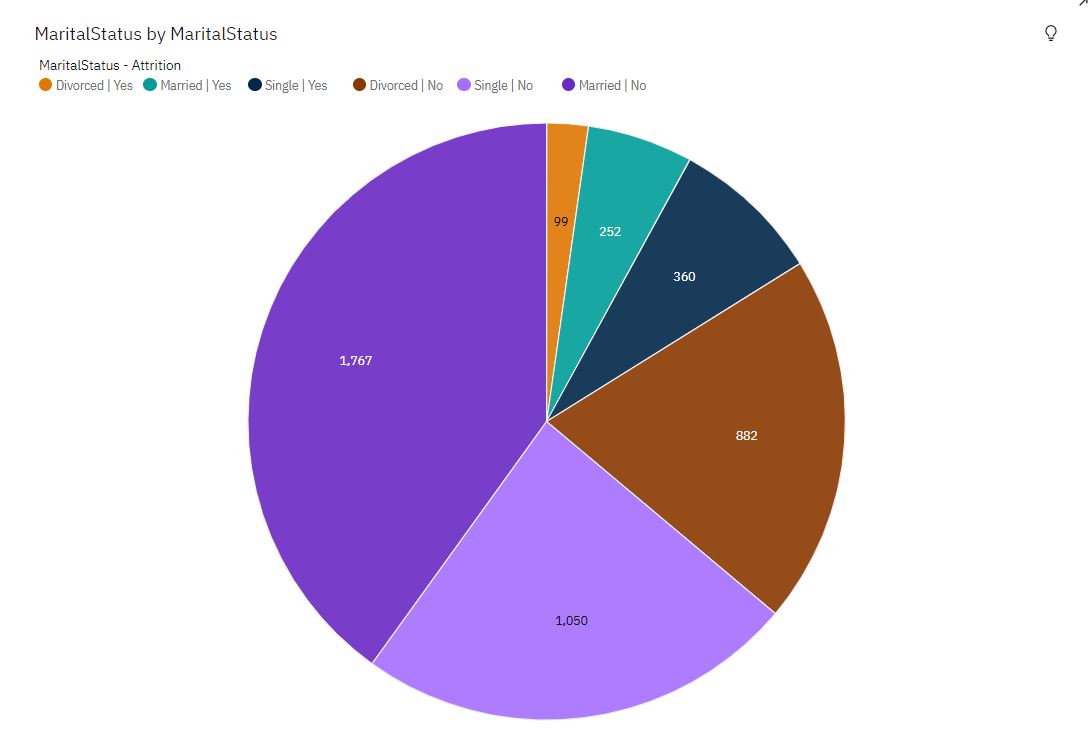 MaritalStatus by MaritalStatus
MaritalStatus - Attrition
Divorced | Yes Married | Yes Single | Yes Divorced | No Single | No Married | No
99
252
360
1,767
882
1,050